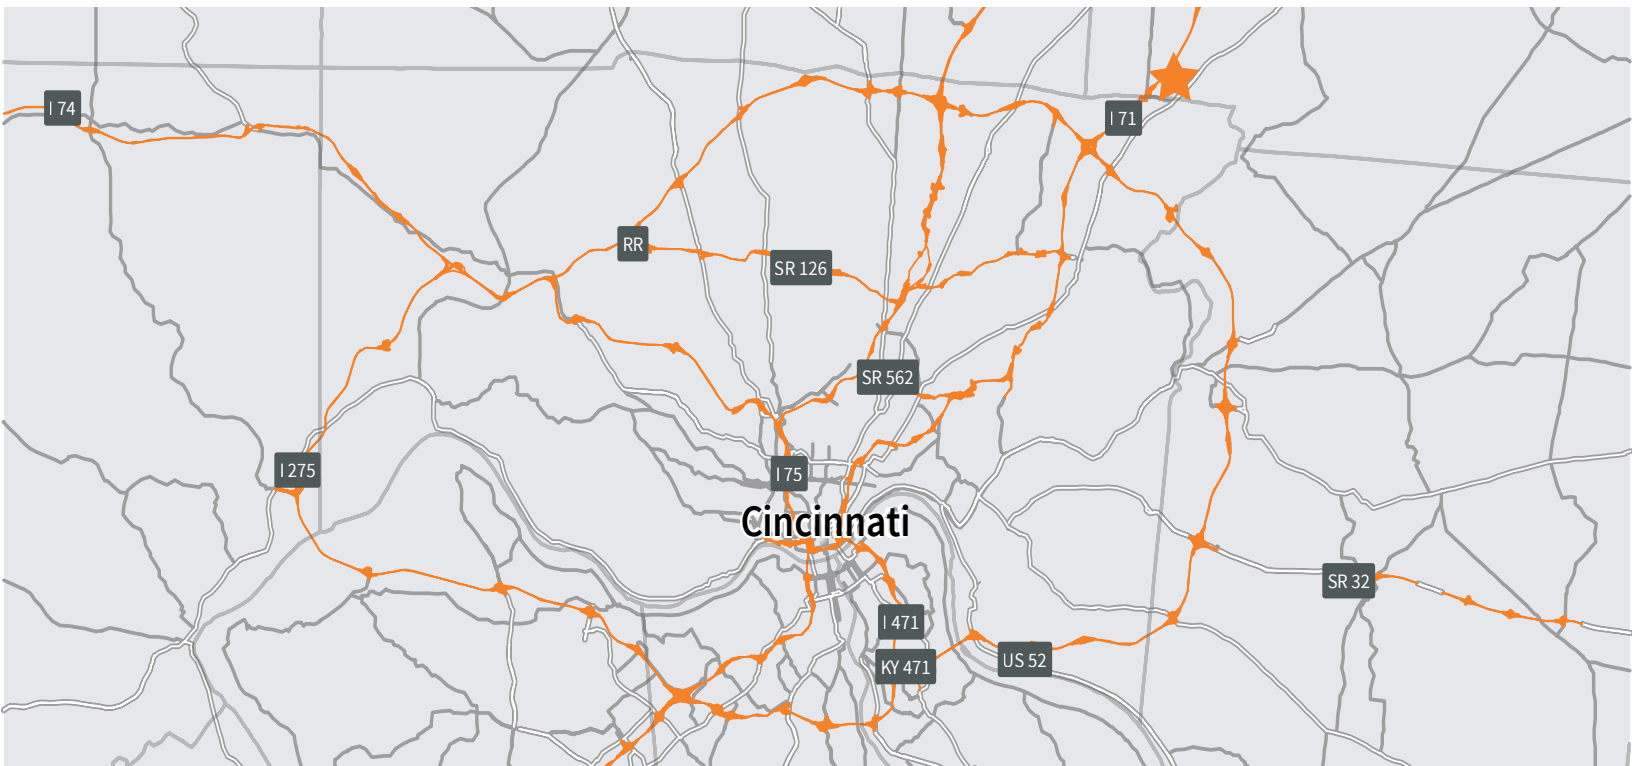 I 74
I 71
RR
SR 126
SR 562
I 275
I 75
Cincinnati
SR 32
I 471
US 52
KY 471